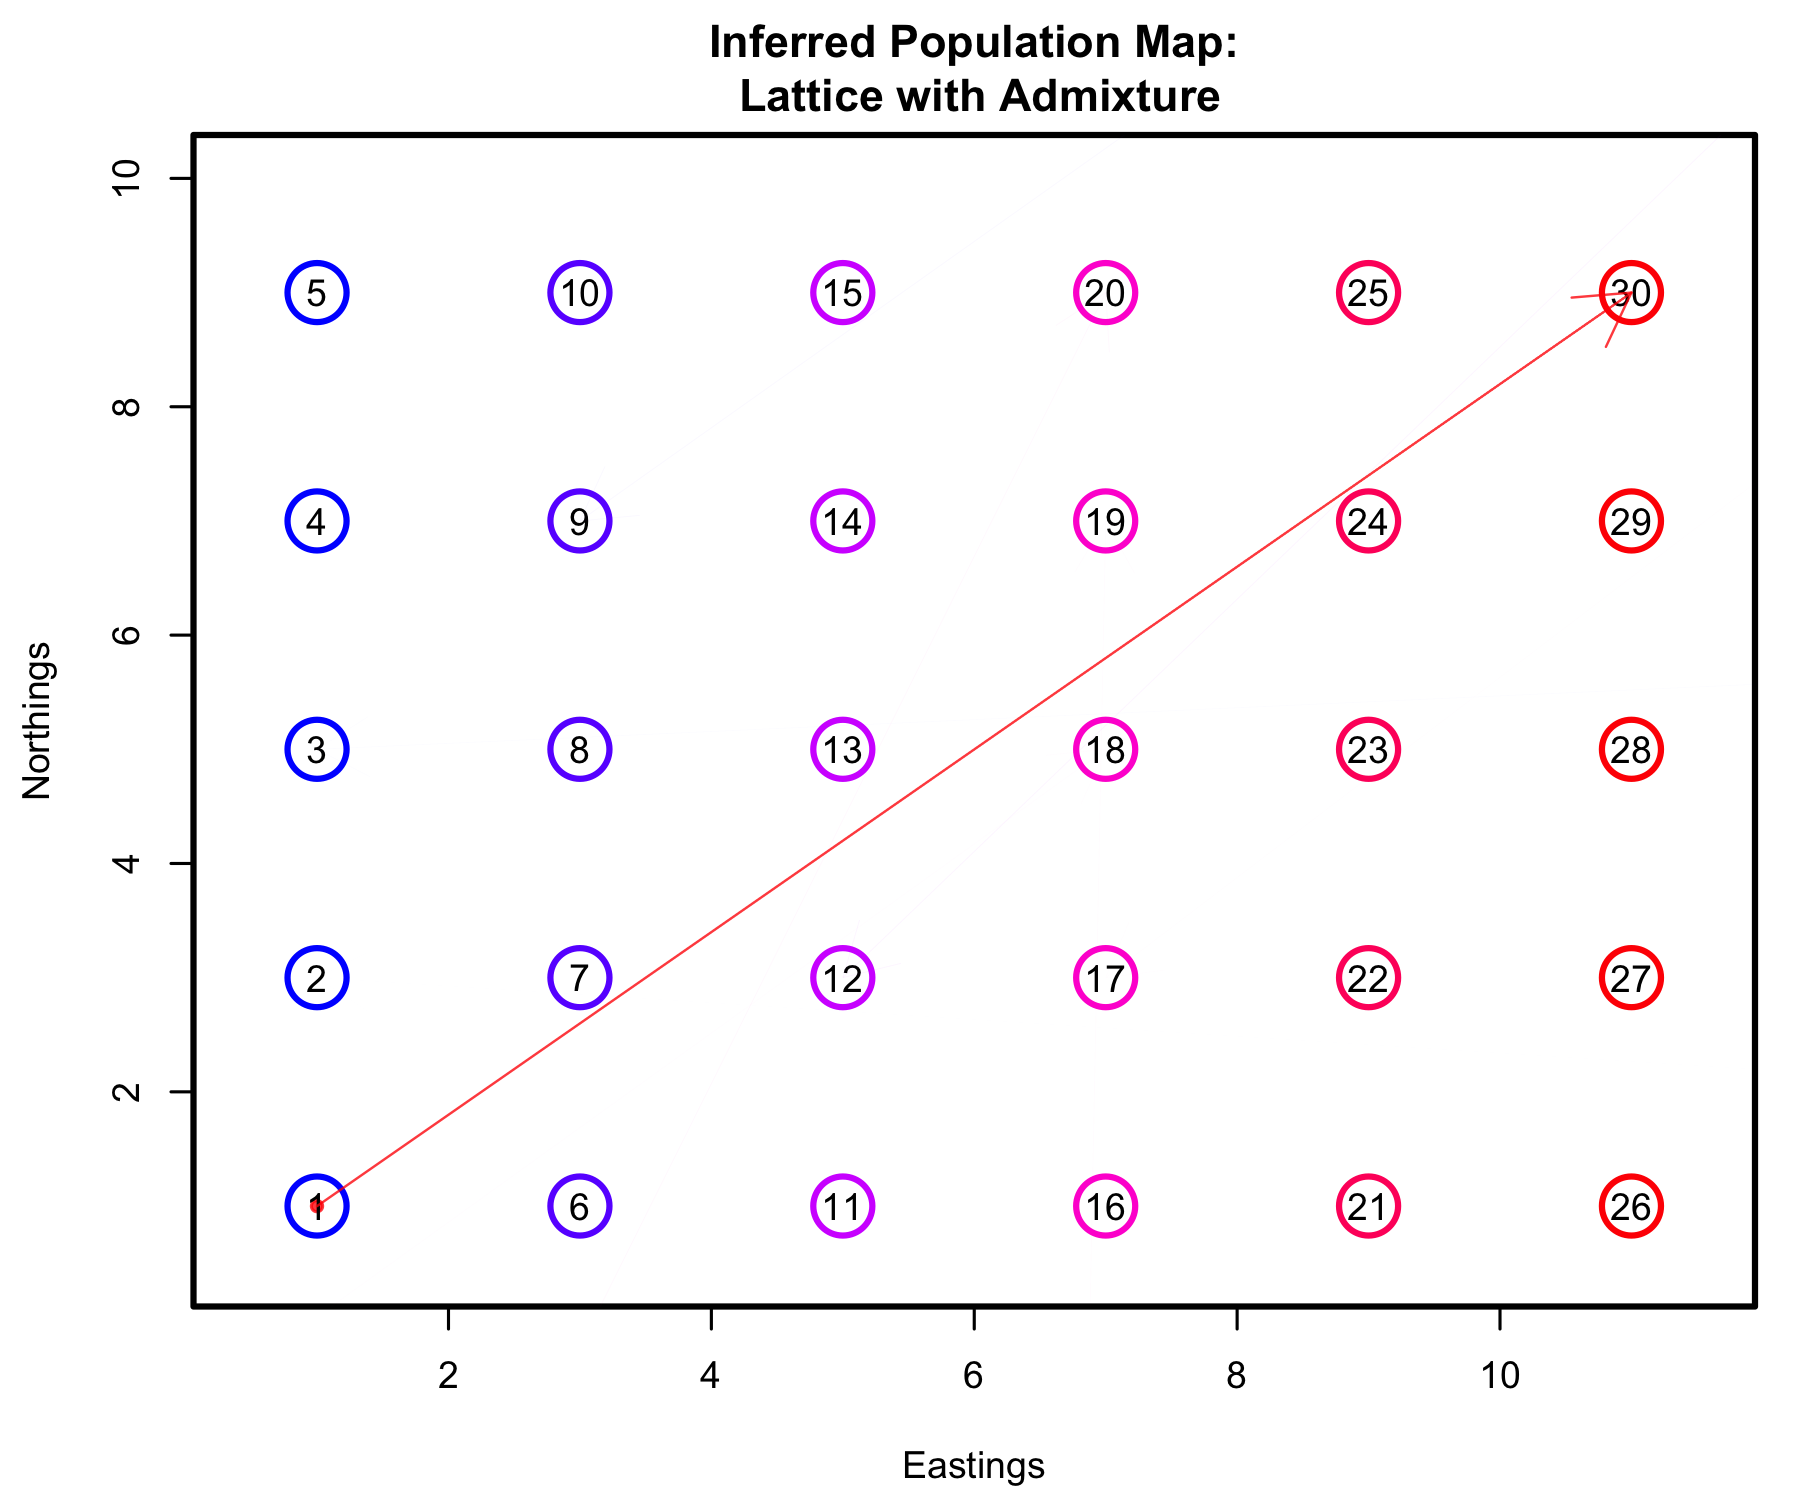 Inferred Population Map:
Lattice with Admixture
10
5 10 15 20 25 30
8
4 9 14 19 24 29
6
Northings
3 8 13 18 23 28
4
2 7 12 17 22 27
2
1 6 11 16 21 26
2 4 6 8 10
Eastings